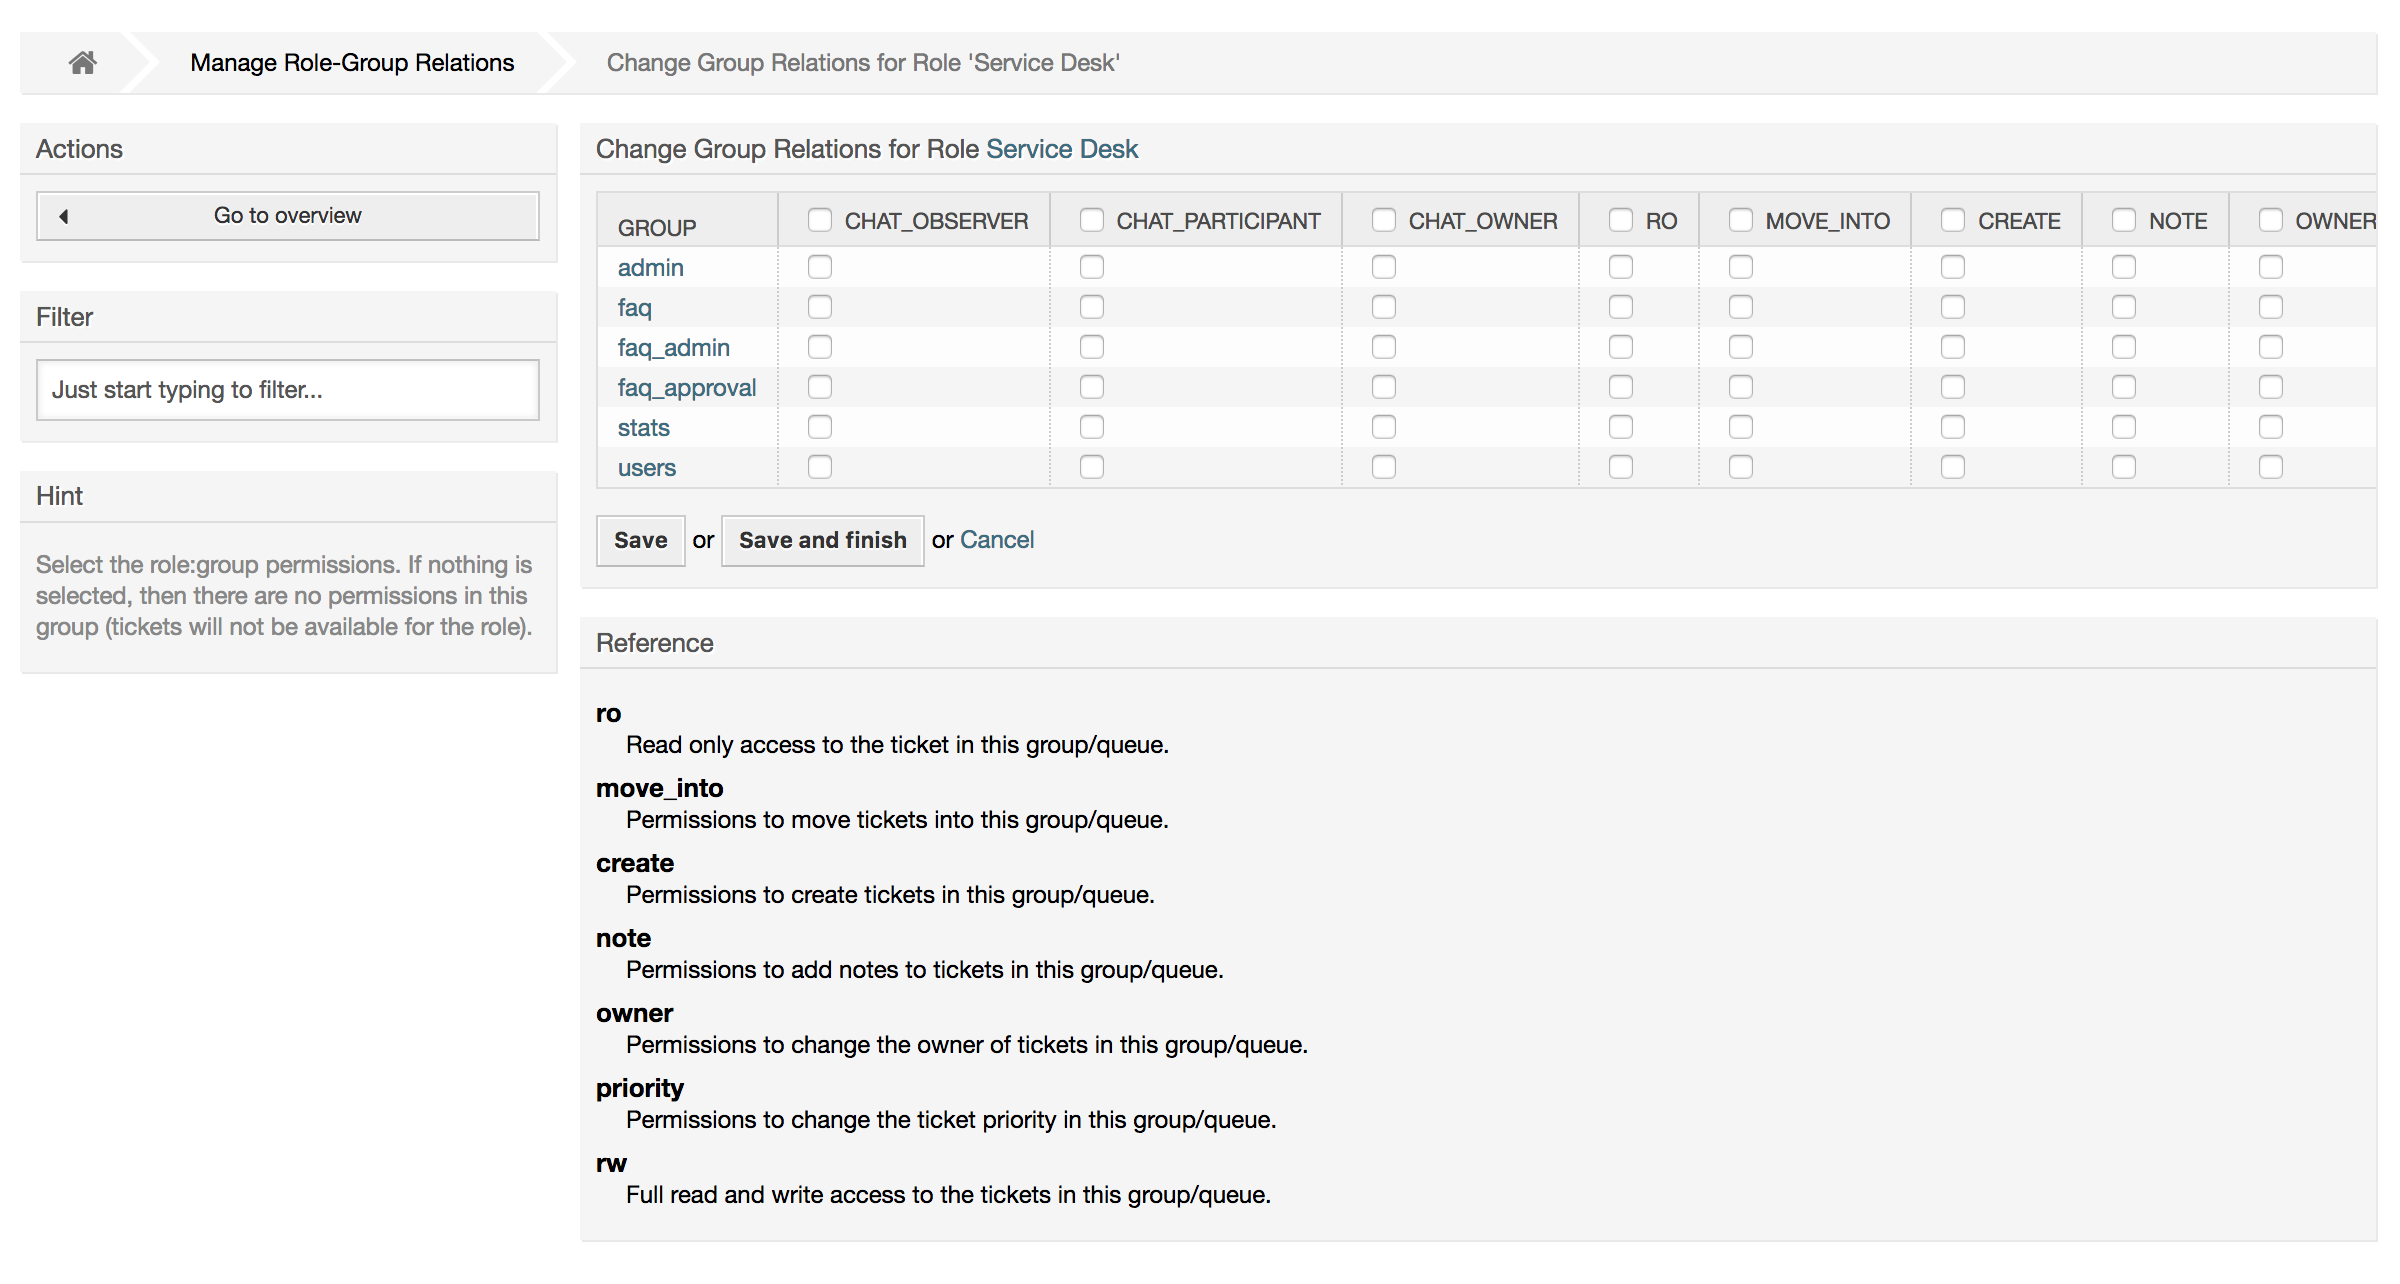 Manage Role-Group Relations
Change Group Relations for Role 'Service Desk'
Actions
Go to overview
Filter
Just start typing to filter...
Hint
Select the role:group permissions. If nothing is
selected, then there are no permissions in this
group (tickets will not be available for the role).
Change Group Relations for Role Service Desk
GROUP CHAT_OBSERVER CHAT_PARTICIPANT CHAT_OWNER RO MOVE_INTO CREATE NOTE OWNER
admin
faq
faq_admin
faq_approval
stats
users
Save or Save and finish or Cancel
Reference
ro
Read only access to the ticket in this group/queue.
move_into
Permissions to move tickets into this group/queue.
create
Permissions to create tickets in this group/queue.
note
Permissions to add notes to tickets in this group/queue.
owner
Permissions to change the owner of tickets in this group/queue.
priority
Permissions to change the ticket priority in this group/queue.
rw
Full read and write access to the tickets in this group/queue.